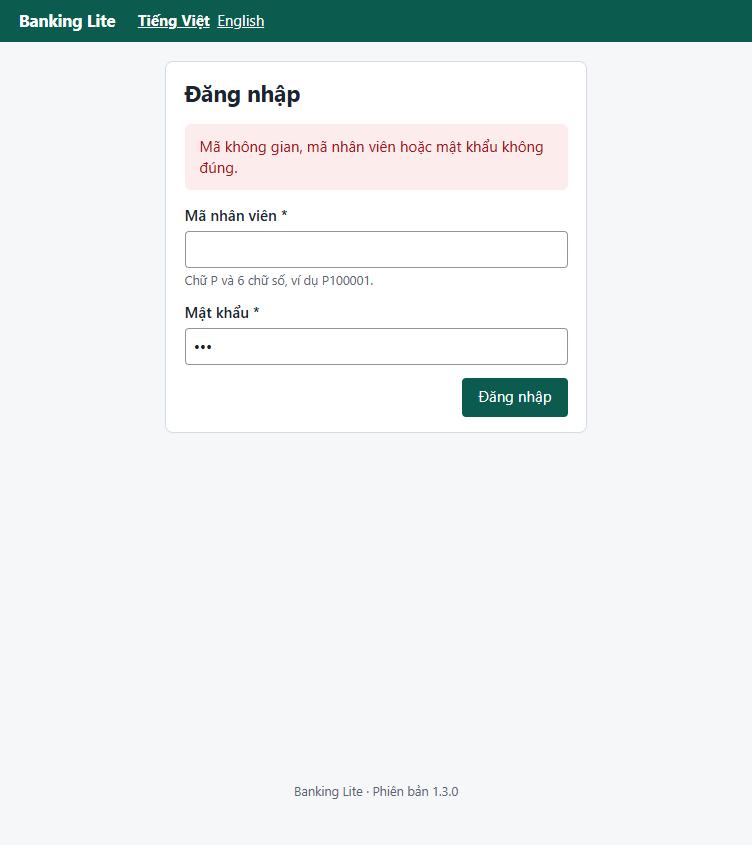 Banking Lite Tiếng Việt English
Đăng nhập
Mã không gian, mã nhân viên hoặc mật khẩu không
đúng.
Mã nhân viên *
Chữ P và 6 chữ số, ví dụ P100001.
Mật khẩu *
•••
Đăng nhập
Banking Lite · Phiên bản 1.3.0